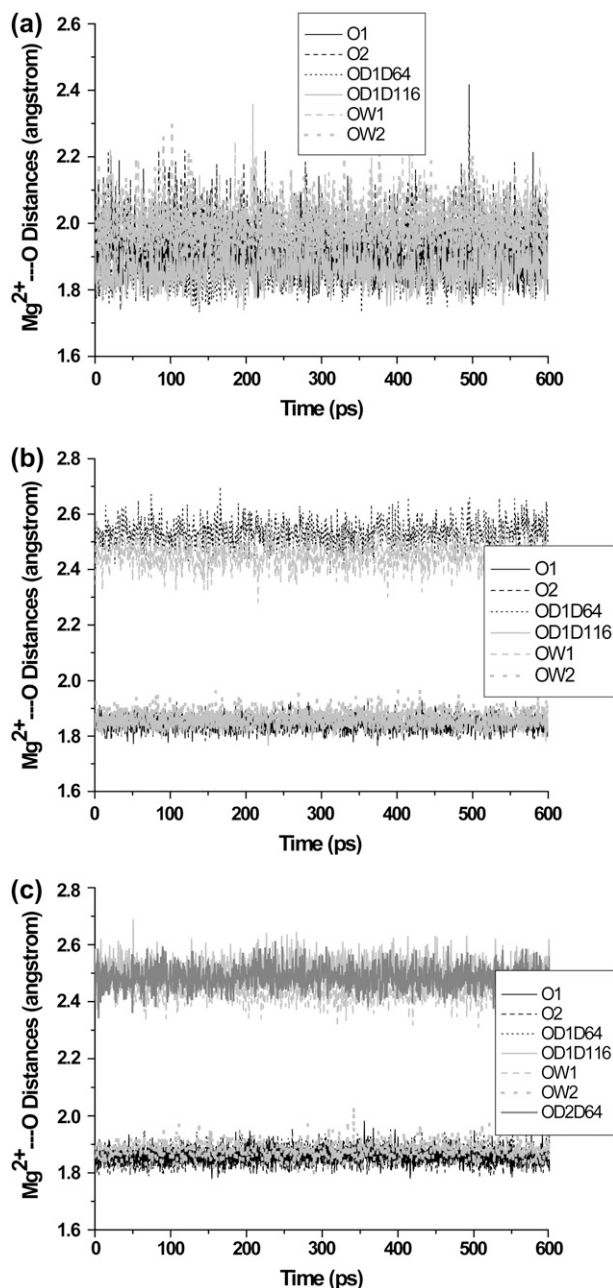 (a)
2.6
2.4
2.2
2.0
1.8
1.6
Mg2+---O Distances (angstrom)
O1
O2
OD1D64
OD1D116
OW1
OW2
0 100 200 300 400 500 600
Time (ps)
(b)
2.8
2.6
2.4
2.2
2.0
1.8
1.6
Mg2+---O Distances (angstrom)
O1
O2
OD1D64
OD1D116
OW1
OW2
0 100 200 300 400 500 600
Time (ps)
(c)
2.8
2.6
2.4
2.2
2.0
1.8
1.6
Mg2+---O Distances (angstrom)
O1
O2
OD1D64
OD1D116
OW1
OW2
OD2D64
0 100 200 300 400 500 600
Time (ps)